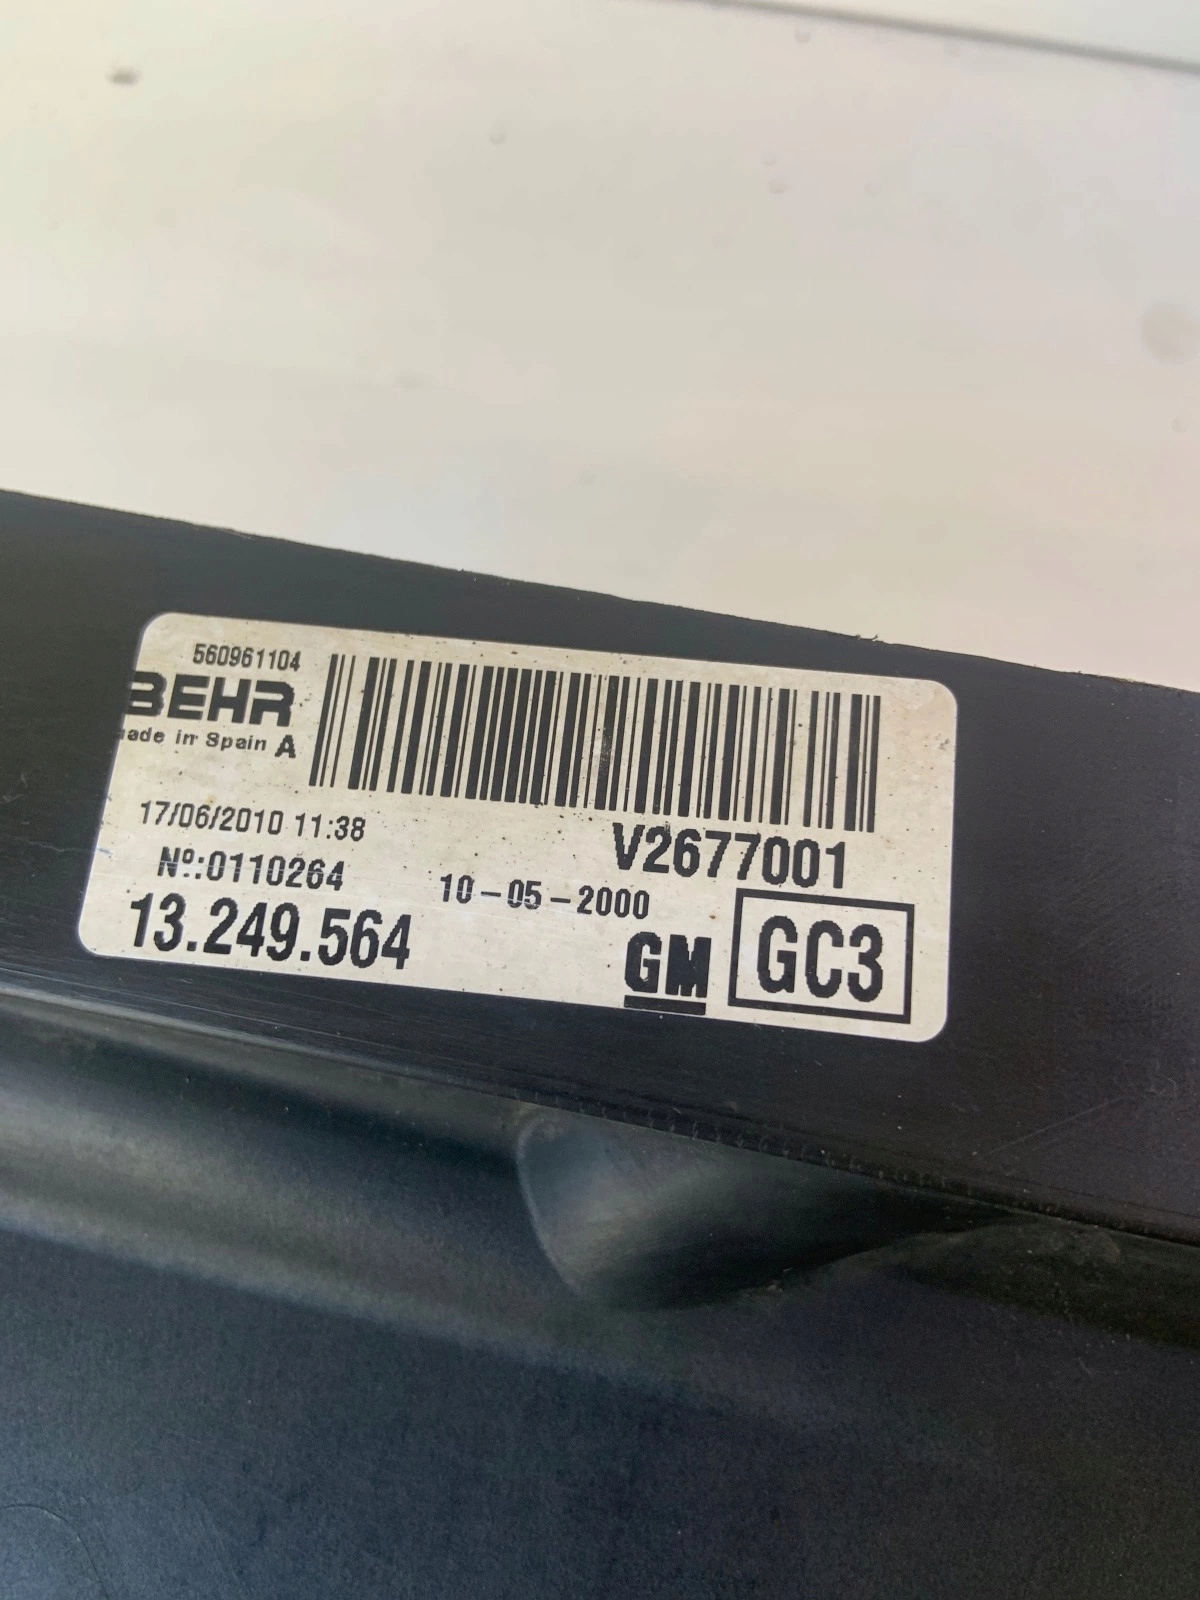 560961104
BEHR
ade in Spain A
17/06/2010 11:38
V2677001
Nº:0110264
10-05-2000
13.249.564
GM
GC3